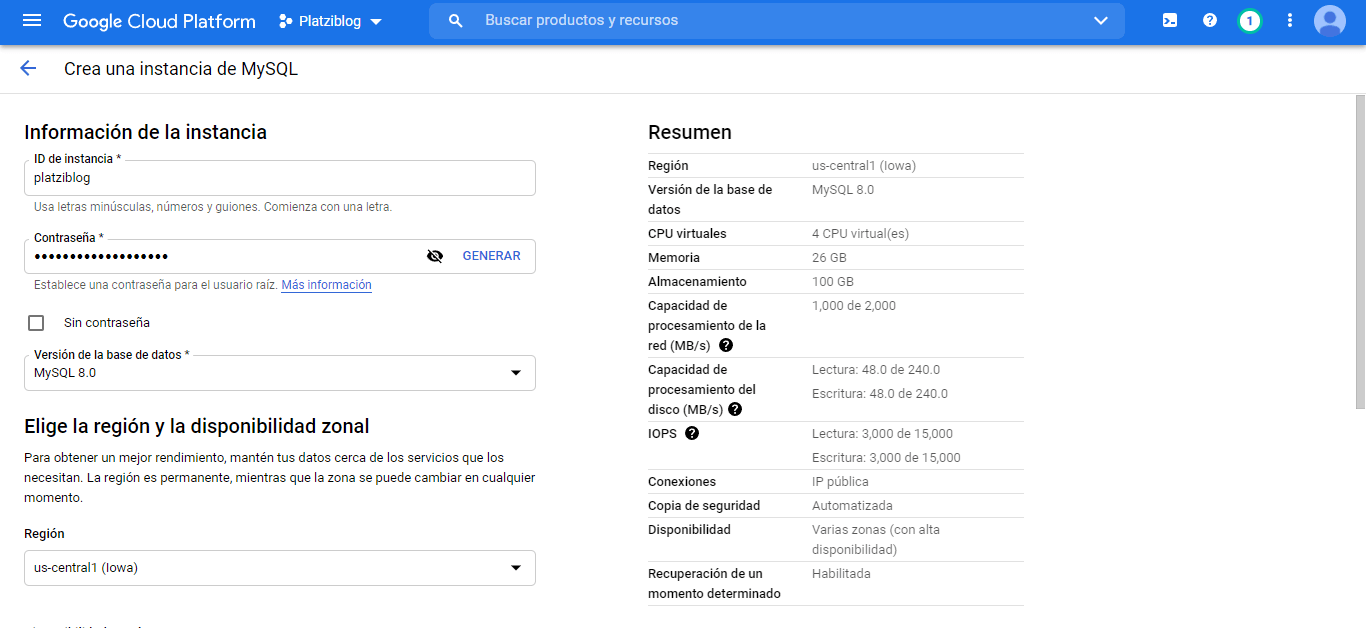 Google Cloud Platform
Platziblog
Buscar productos y recursos
1
Crea una instancia de MySQL
Información de la instancia
ID de instancia *
platziblog
Usa letras minúsculas, números y guiones. Comienza con una letra.
Contraseña *
•••••••••••••••••••
GENERAR
Establece una contraseña para el usuario raíz. Más información
Sin contraseña
Versión de la base de datos *
MySQL 8.0
Elige la región y la disponibilidad zonal
Para obtener un mejor rendimiento, mantén tus datos cerca de los servicios que los
necesitan. La región es permanente, mientras que la zona se puede cambiar en cualquier
momento.
Región
us-central1 (Iowa)
Resumen
Región us-central1 (Iowa)
Versión de la base de MySQL 8.0
datos
CPU virtuales 4 CPU virtual(es)
Memoria 26 GB
Almacenamiento 100 GB
Capacidad de 1,000 de 2,000
procesamiento de la
red (MB/s)
Capacidad de Lectura: 48.0 de 240.0
procesamiento del Escritura: 48.0 de 240.0
disco (MB/s)
IOPS Lectura: 3,000 de 15,000
Escritura: 3,000 de 15,000
Conexiones IP pública
Copia de seguridad Automatizada
Disponibilidad Varias zonas (con alta
disponibilidad)
Recuperación de un Habilitada
momento determinado